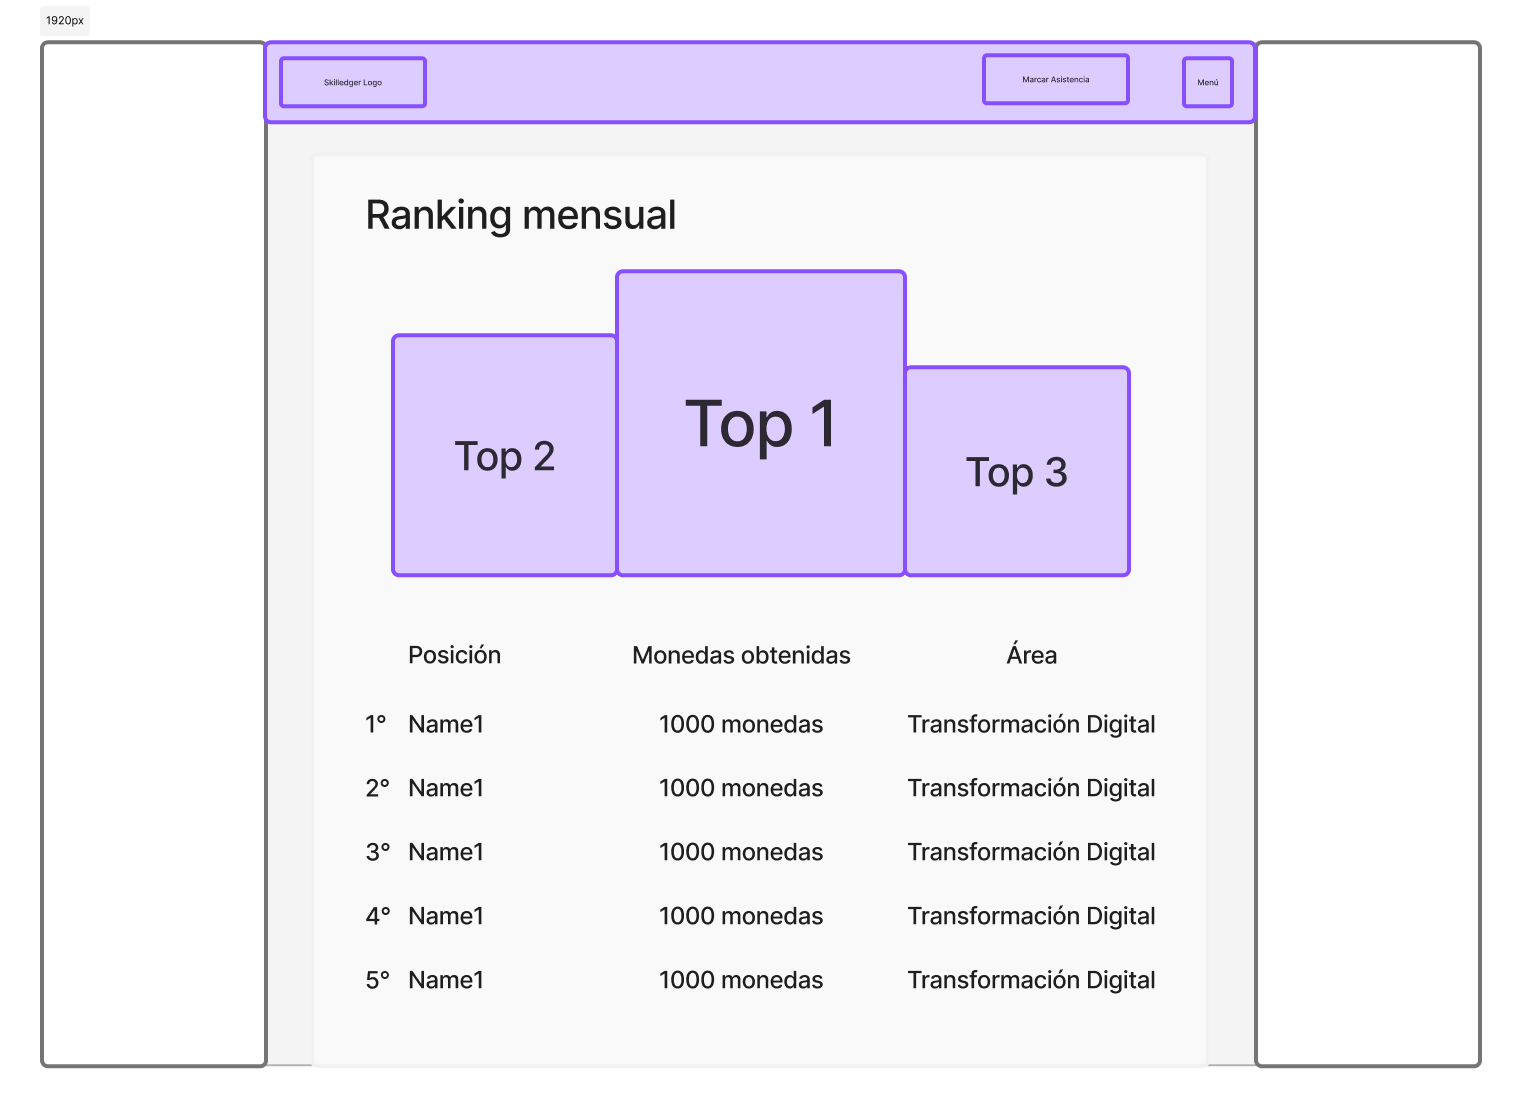 1920px
Skilledger Logo
Marcar Asistencia
Menú
Ranking mensual
Top 1
Top 2
Top 3
Posición Monedas obtenidas Área
1° Name1 1000 monedas Transformación Digital
2° Name1 1000 monedas Transformación Digital
3° Name1 1000 monedas Transformación Digital
4° Name1 1000 monedas Transformación Digital
5° Name1 1000 monedas Transformación Digital